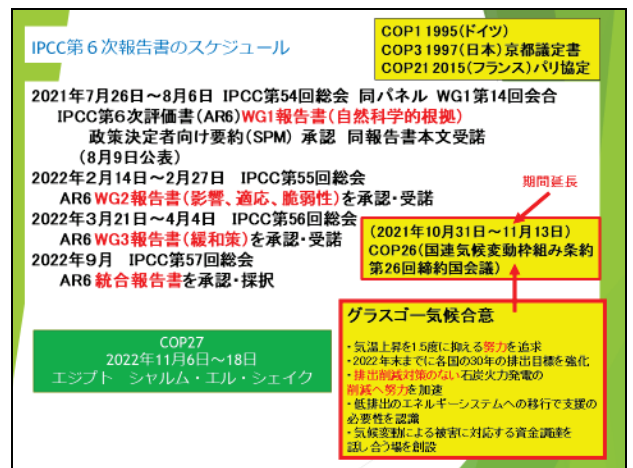 IPCC第６次報告書のスケジュール
COP1 1995(ドイツ)
COP3 1997(日本)京都議定書
COP21 2015(フランス)パリ協定
2021年7月26日～8月6日 IPCC第54回総会 同パネル WG1第14回会合
IPCC第6次評価書(AR6)WG1報告書(自然科学的根拠)
政策決定者向け要約(SPM) 承認 同報告書本文受諾
(8月9日公表)
2022年2月14日～2月27日 IPCC第55回総会
AR6 WG2報告書(影響、適応、脆弱性)を承認・受諾
2022年3月21日～4月4日 IPCC第56回総会
AR6 WG3報告書(緩和策)を承認・受諾
2022年9月 IPCC第57回総会
AR6 統合報告書を承認・採択
期間延長
(2021年10月31日～11月13日)
COP26(国連気候変動枠組み条約
第26回締約国会議)
グラスゴー気候合意
・気温上昇を1.5度に抑える努力を追求
・2022年末までに各国の30年の排出目標を強化
・排出削減対策のない石炭火力発電の
削減へ努力を加速
・低排出のエネルギーシステムへの移行で支援の
必要性を認識
・気候変動による被害に対応する資金調達を
話し合う場を創設
COP27
2022年11月6日～18日
エジプト シャルム・エル・シェイク